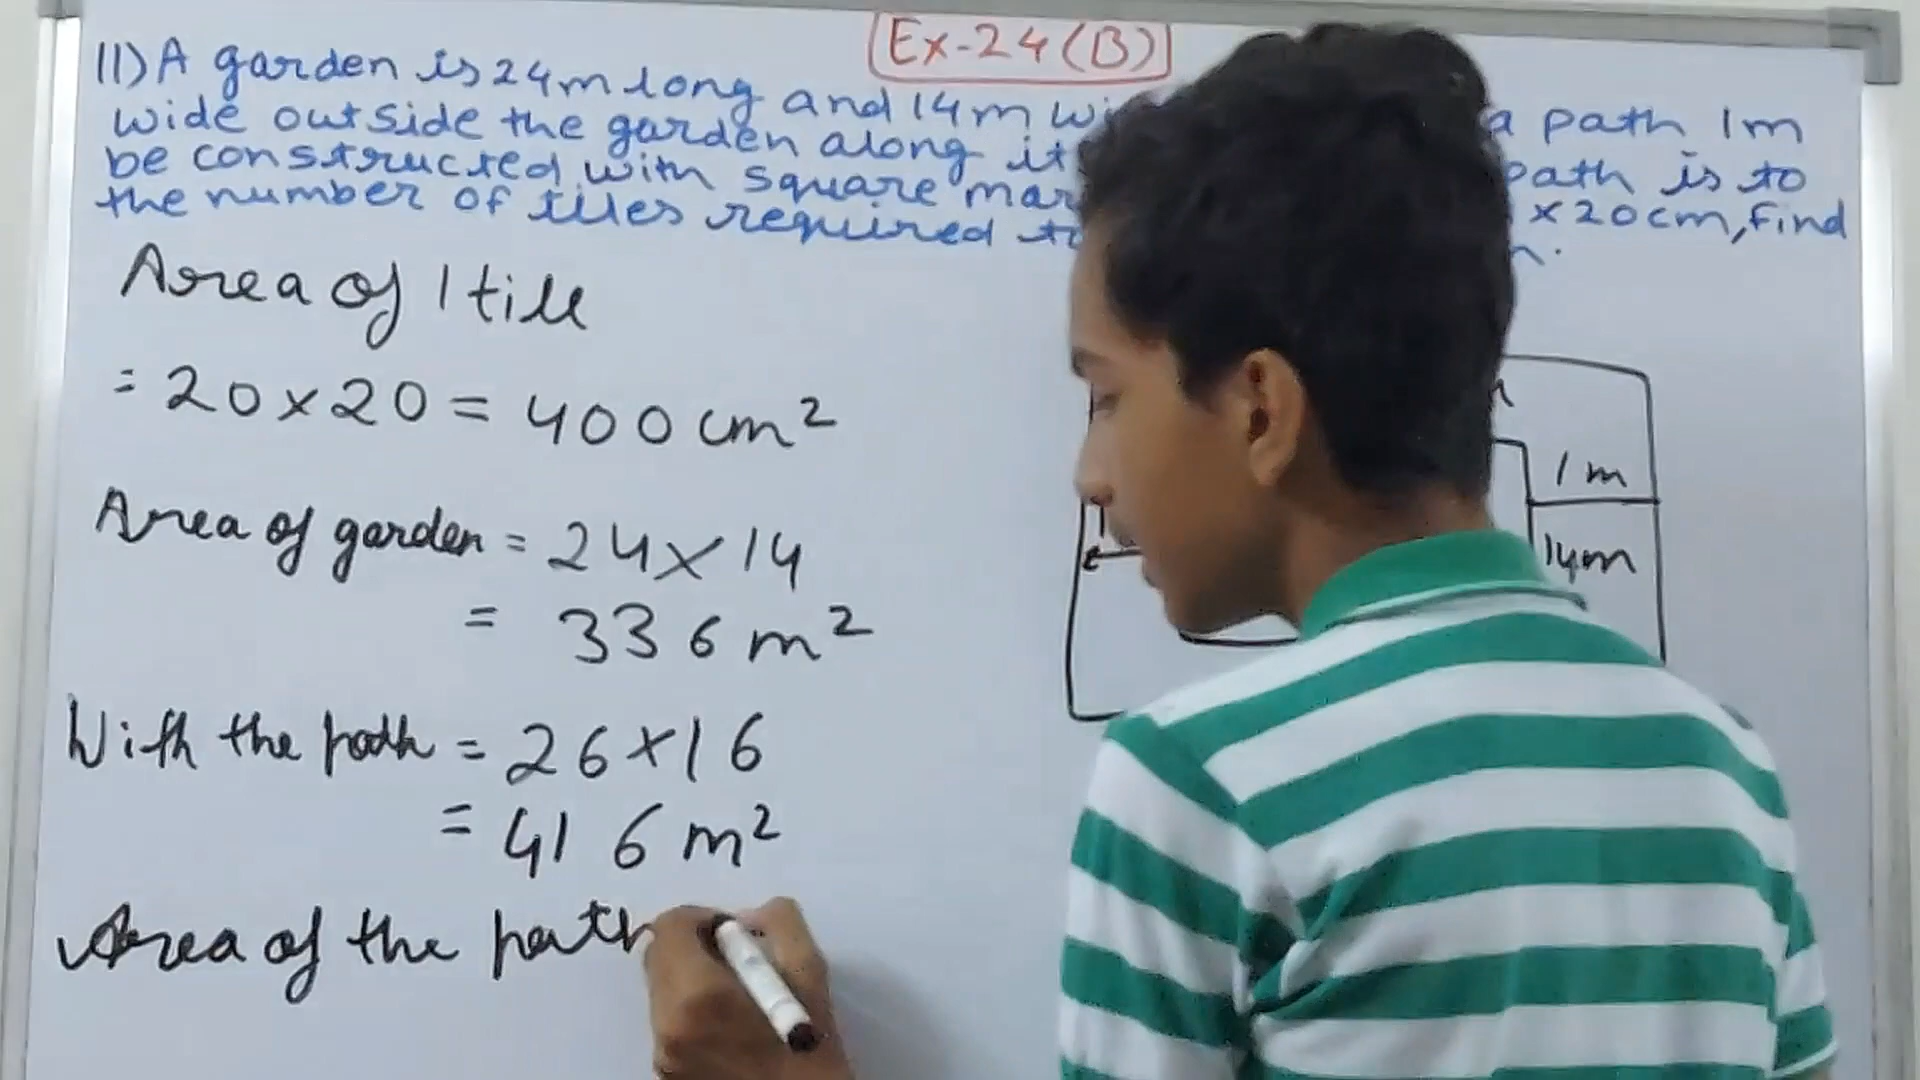 Ex-24(B)
11) A garden is 24m long and 14m a path 1m
wide outside the garden along path is to
be constructed with square × 20cm, find
the number of tiles required
Area of 1 tile
= 20×20 = 400 cm²
Area of garden = 24×14
= 336 m²
With the path = 26×16
= 416 m²
Area of the path
1m
14m